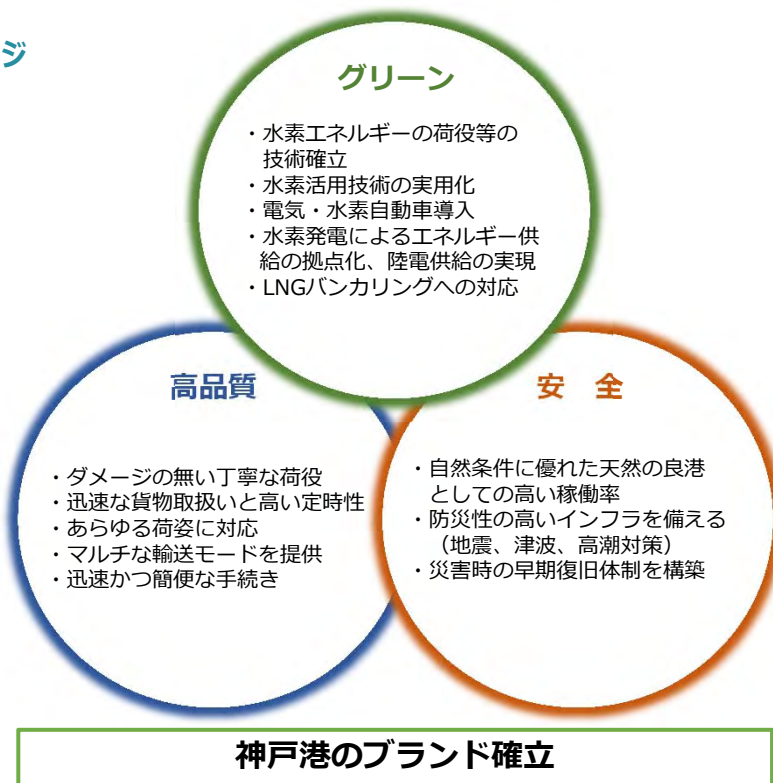 ジ
グリーン
・水素エネルギーの荷役等の
技術確立
・水素活用技術の実用化
・電気・水素自動車導入
・水素発電によるエネルギー供
給の拠点化、陸電供給の実現
・LNGバンカリングへの対応
高品質
・ダメージの無い丁寧な荷役
・迅速な貨物取扱いと高い定時性
・あらゆる荷姿に対応
・マルチな輸送モードを提供
・迅速かつ簡便な手続き
安　全
・自然条件に優れた天然の良港
としての高い稼働率
・防災性の高いインフラを備える
（地震、津波、高潮対策）
・災害時の早期復旧体制を構築
神戸港のブランド確立